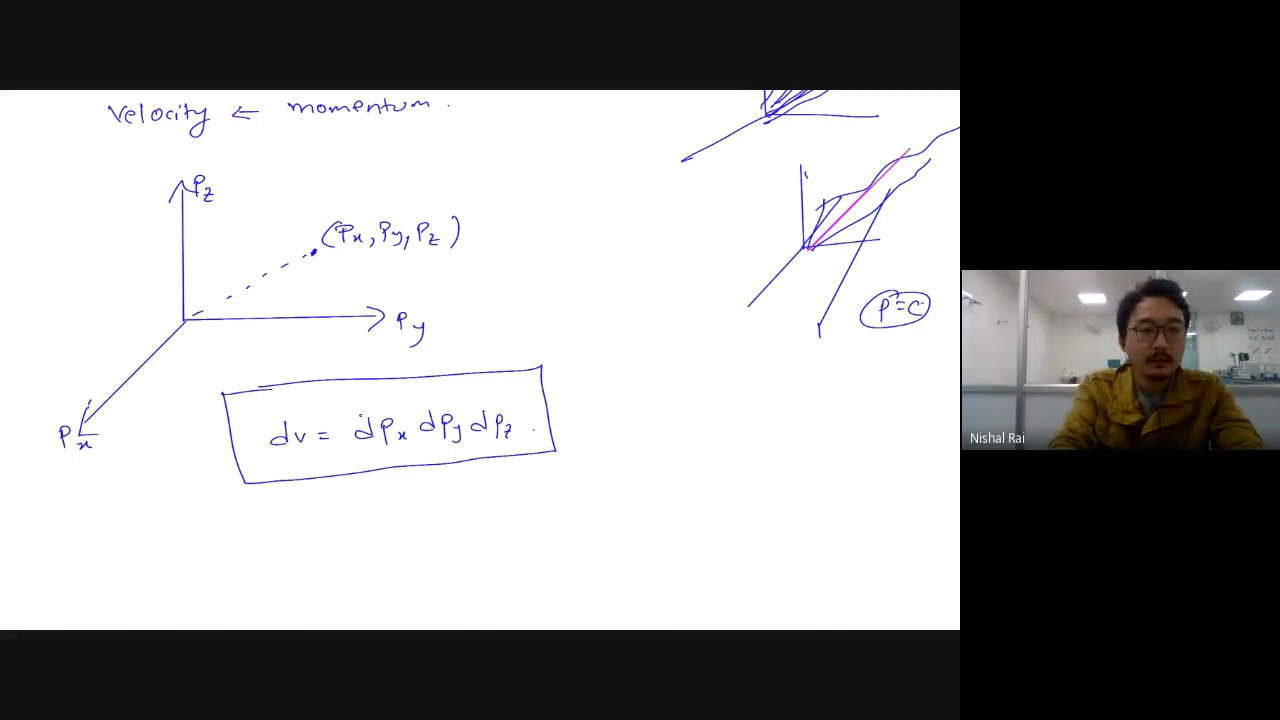 Velocity ← momentum.
Pz
(Px, Py, Pz)
Py
Px
dv = dPx dPy dPz .
Nishal Rai